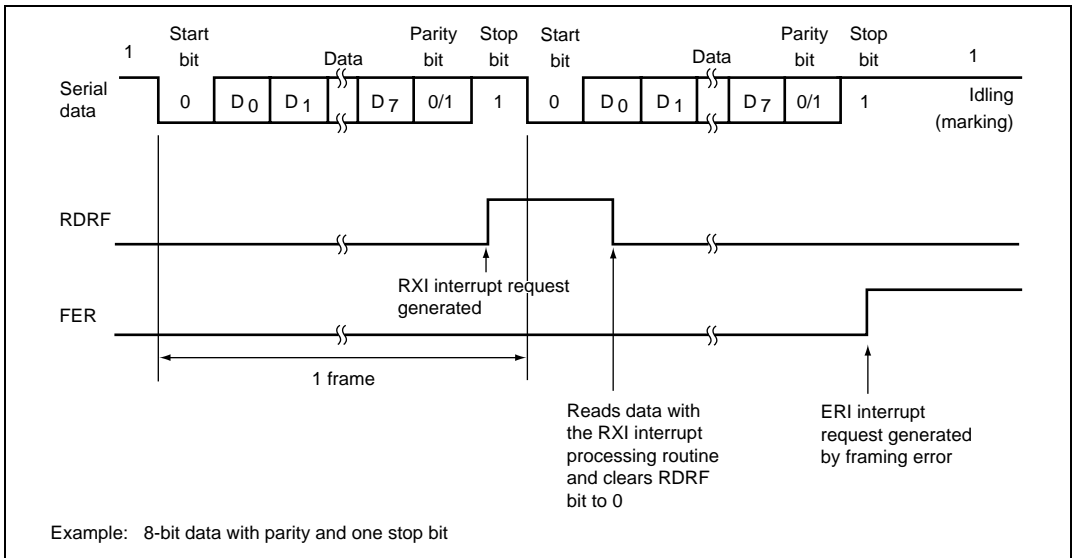 Start bit Data Parity bit Stop bit Start bit Data Parity bit Stop bit
1 1
Serial data 0 D0 D1 D7 0/1 1 0 D0 D1 D7 0/1 1 Idling (marking)
RDRF
RXI interrupt request
generated
FER
1 frame
Reads data with
the RXI interrupt
processing routine
and clears RDRF
bit to 0
ERI interrupt
request generated
by framing error
Example: 8-bit data with parity and one stop bit